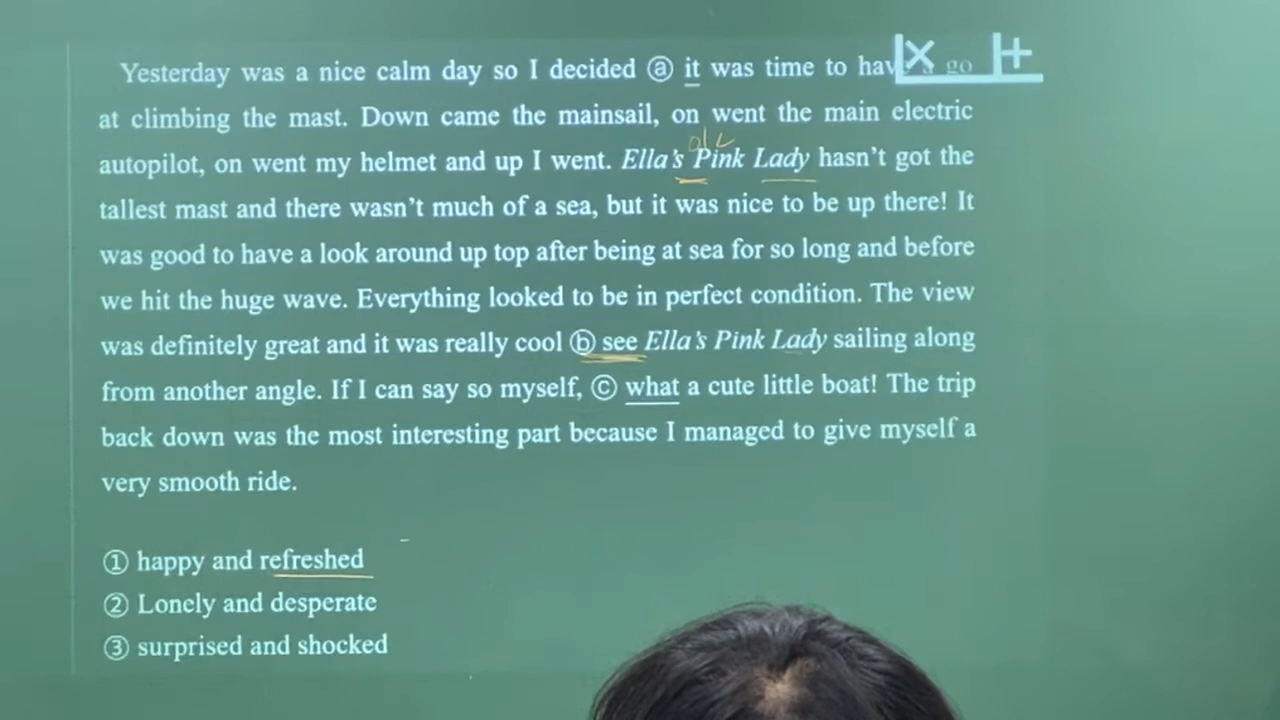 Yesterday was a nice calm day so I decided ⓐ it was time to hav a go
at climbing the mast. Down came the mainsail, on went the main electric
autopilot, on went my helmet and up I went. Ella's Pink Lady hasn't got the
tallest mast and there wasn't much of a sea, but it was nice to be up there! It
was good to have a look around up top after being at sea for so long and before
we hit the huge wave. Everything looked to be in perfect condition. The view
was definitely great and it was really cool ⓑ see Ella's Pink Lady sailing along
from another angle. If I can say so myself, ⓒ what a cute little boat! The trip
back down was the most interesting part because I managed to give myself a
very smooth ride.
① happy and refreshed
② Lonely and desperate
③ surprised and shocked